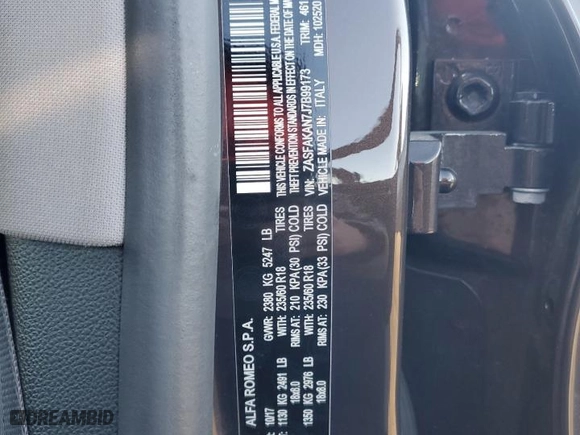 ALFA ROMEO S.P.A.
10/17 GVWR: 2380 KG 5247 LB
1130 KG 2491 LB WITH: 235/60 R18 TIRES
18x8.0 RIMS AT: 210 KPA(30 PSI) COLD
1350 KG 2976 LB WITH: 235/60 R18 TIRES
18x8.0 RIMS AT: 230 KPA (33 PSI) COLD
THIS VEHICLE CONFORMS TO ALL APPLICABLE U.S.A. FEDERAL
THEFT PREVENTION STANDARDS IN EFFECT ON THE DATE OF
VIN: ZASFAKAN7J7B99173 TRIM: 461
VEHICLE MADE IN: ITALY MDH: 102520
© DREAMBID.com